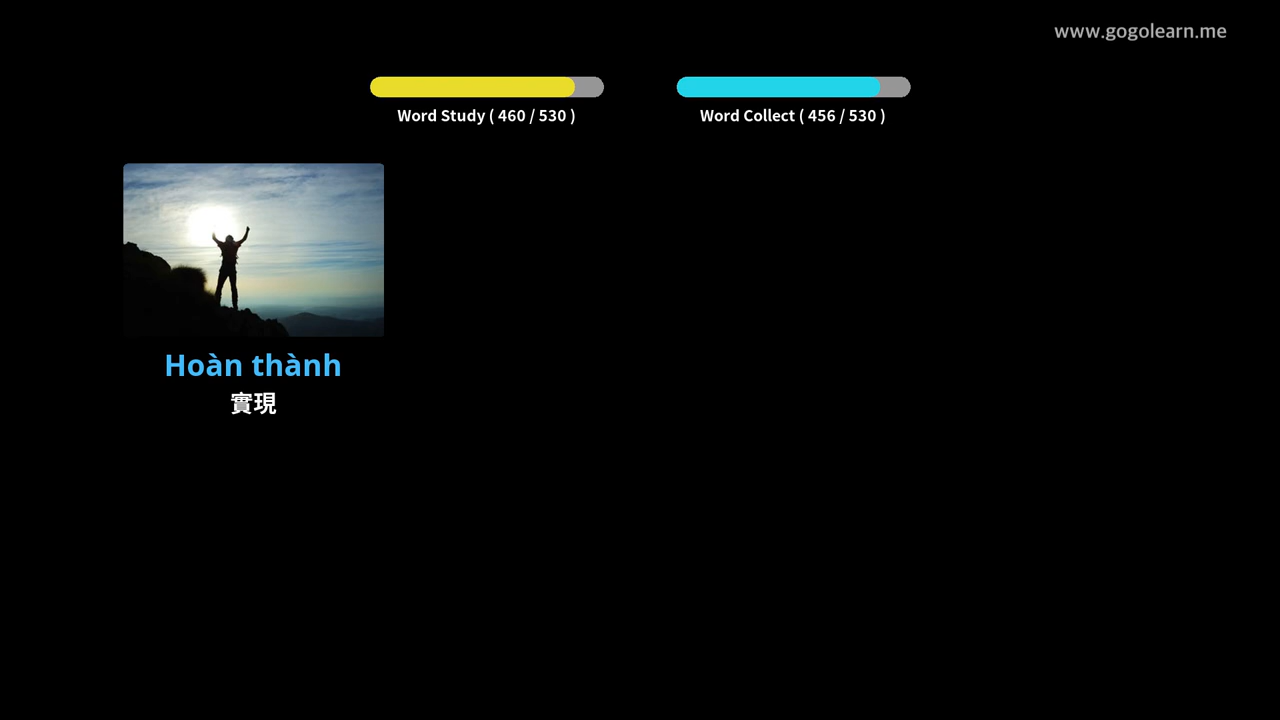 www.gogolearn.me
Word Study ( 460 / 530 )
Word Collect ( 456 / 530 )
Hoàn thành
實現